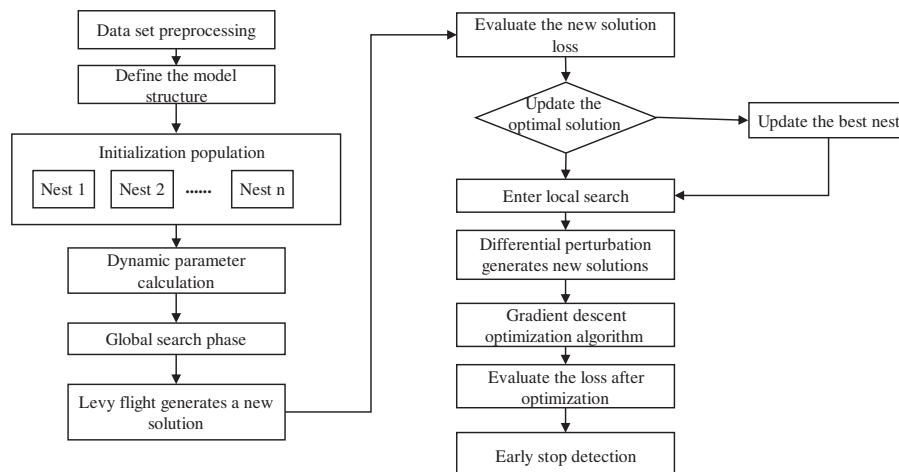 Data set preprocessing
Define the model
structure
Initialization population
Nest 1 Nest 2 ...... Nest n
Dynamic parameter
calculation
Global search phase
Levy flight generates a new
solution
Evaluate the new solution
loss
Update the
optimal solution
Update the best nest
Enter local search
Differential perturbation
generates new solutions
Gradient descent
optimization algorithm
Evaluate the loss after
optimization
Early stop detection